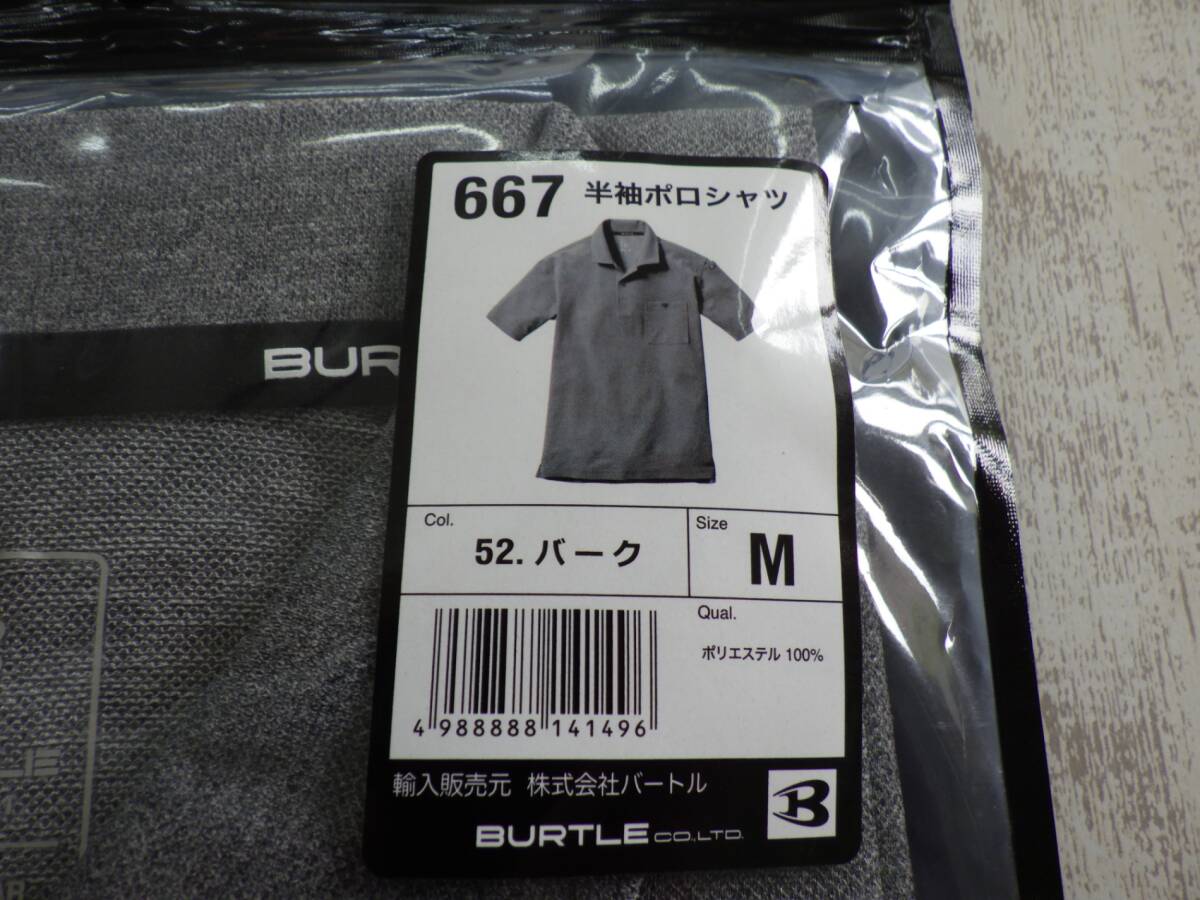 667 半袖ポロシャツ
BUR
Col.
52. バーク
Size
M
Qual.
ポリエステル 100%
4 988888 141496
輸入販売元 株式会社バートル
BURTLE CO.,LTD.
B